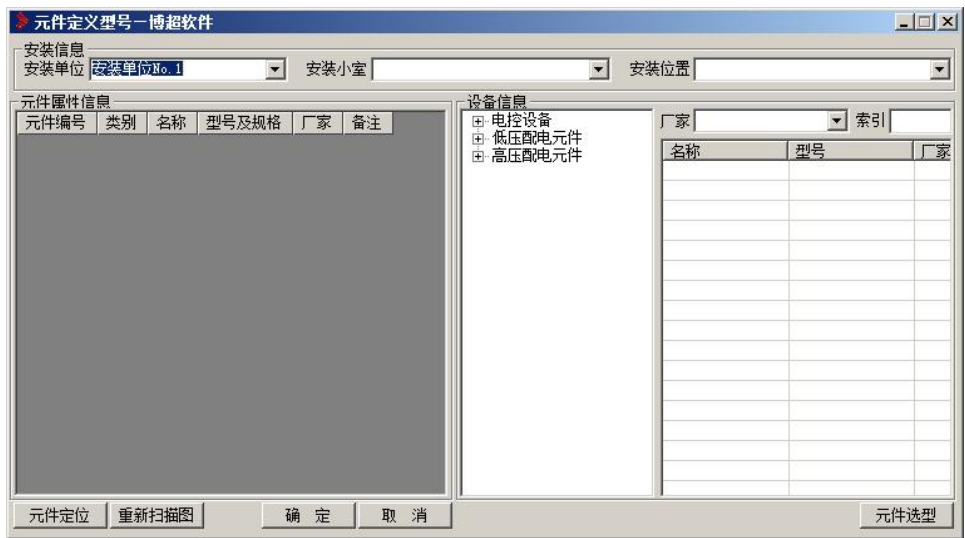 元件定义型号－博超软件
安装信息
安装单位 安装单位No.1 安装小室 安装位置
元件属性信息
元件编号 类别 名称 型号及规格 厂家 备注
设备信息
电控设备
低压配电元件
高压配电元件
厂家 索引
名称 型号 厂家
元件定位 重新扫描图 确 定 取 消 元件选型